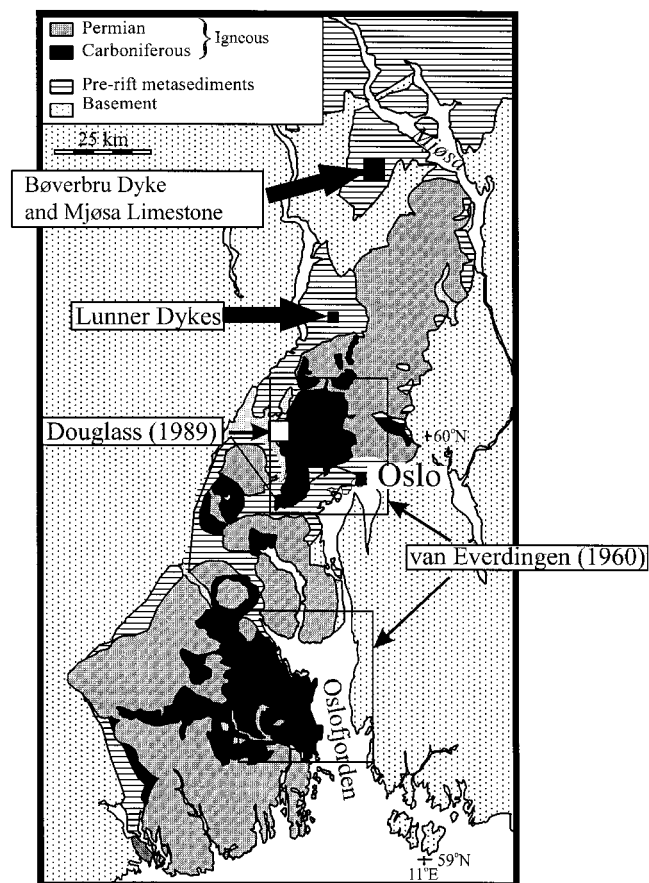 Permian
Carboniferous
} Igneous
Pre-rift metasediments
Basement
25 km
Mjøsa
Bøverbru Dyke
and Mjøsa Limestone
Lunner Dykes
Douglass (1989)
+60°N
Oslo
van Everdingen (1960)
Oslofjorden
+59°N
11°E